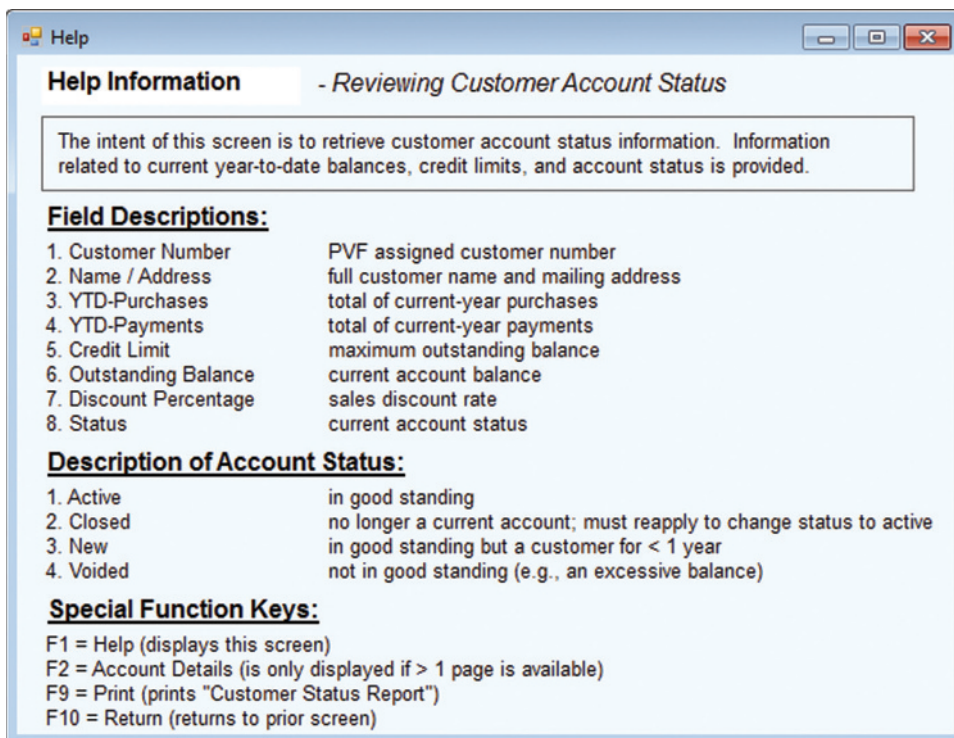 Help
Help Information - Reviewing Customer Account Status
The intent of this screen is to retrieve customer account status information. Information
related to current year-to-date balances, credit limits, and account status is provided.
Field Descriptions:
1. Customer Number PVF assigned customer number
2. Name / Address full customer name and mailing address
3. YTD-Purchases total of current-year purchases
4. YTD-Payments total of current-year payments
5. Credit Limit maximum outstanding balance
6. Outstanding Balance current account balance
7. Discount Percentage sales discount rate
8. Status current account status
Description of Account Status:
1. Active in good standing
2. Closed no longer a current account; must reapply to change status to active
3. New in good standing but a customer for < 1 year
4. Voided not in good standing (e.g., an excessive balance)
Special Function Keys:
F1 = Help (displays this screen)
F2 = Account Details (is only displayed if > 1 page is available)
F9 = Print (prints "Customer Status Report")
F10 = Return (returns to prior screen)